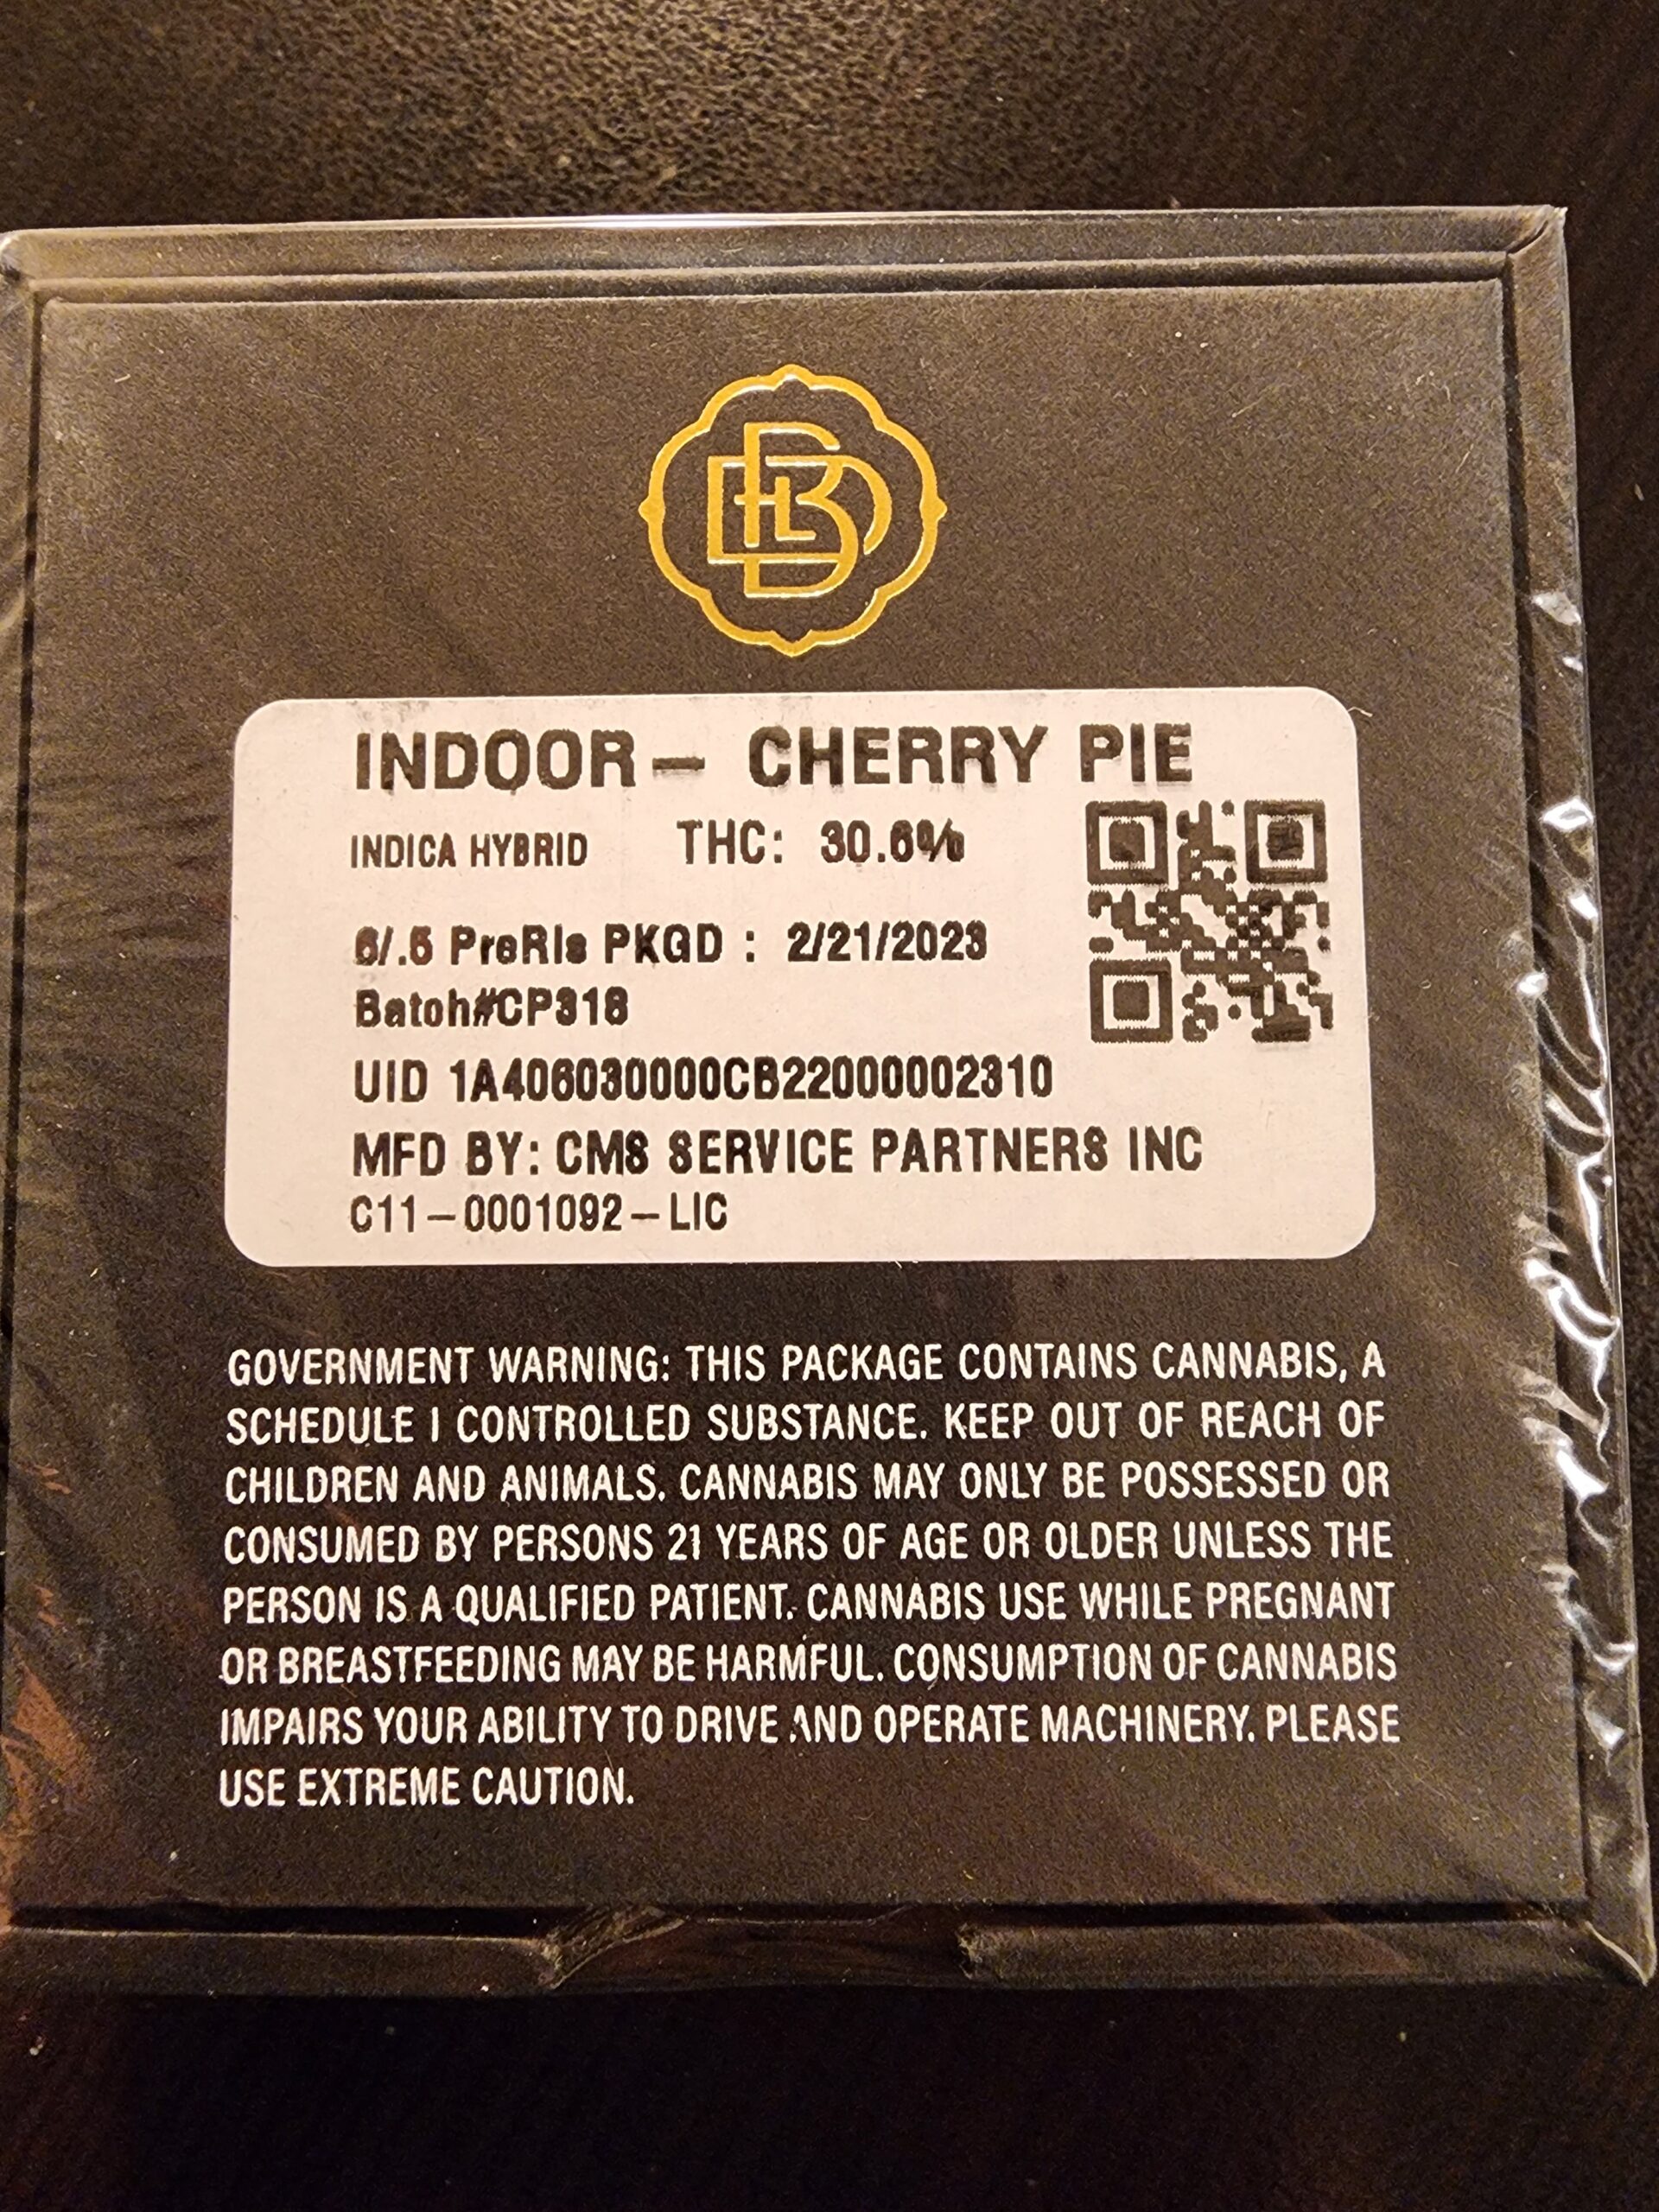 INDOOR— CHERRY PIE
INDICA HYBRID THC: 30.6%
6/.5 PreRls PKGD : 2/21/2023
Batch#CP318
UID 1A406030000CB22000002310
MFD BY: CMS SERVICE PARTNERS INC
C11—0001092—LIC
GOVERNMENT WARNING: THIS PACKAGE CONTAINS CANNABIS, A
SCHEDULE I CONTROLLED SUBSTANCE. KEEP OUT OF REACH OF
CHILDREN AND ANIMALS. CANNABIS MAY ONLY BE POSSESSED OR
CONSUMED BY PERSONS 21 YEARS OF AGE OR OLDER UNLESS THE
PERSON IS A QUALIFIED PATIENT. CANNABIS USE WHILE PREGNANT
OR BREASTFEEDING MAY BE HARMFUL. CONSUMPTION OF CANNABIS
IMPAIRS YOUR ABILITY TO DRIVE AND OPERATE MACHINERY. PLEASE
USE EXTREME CAUTION.